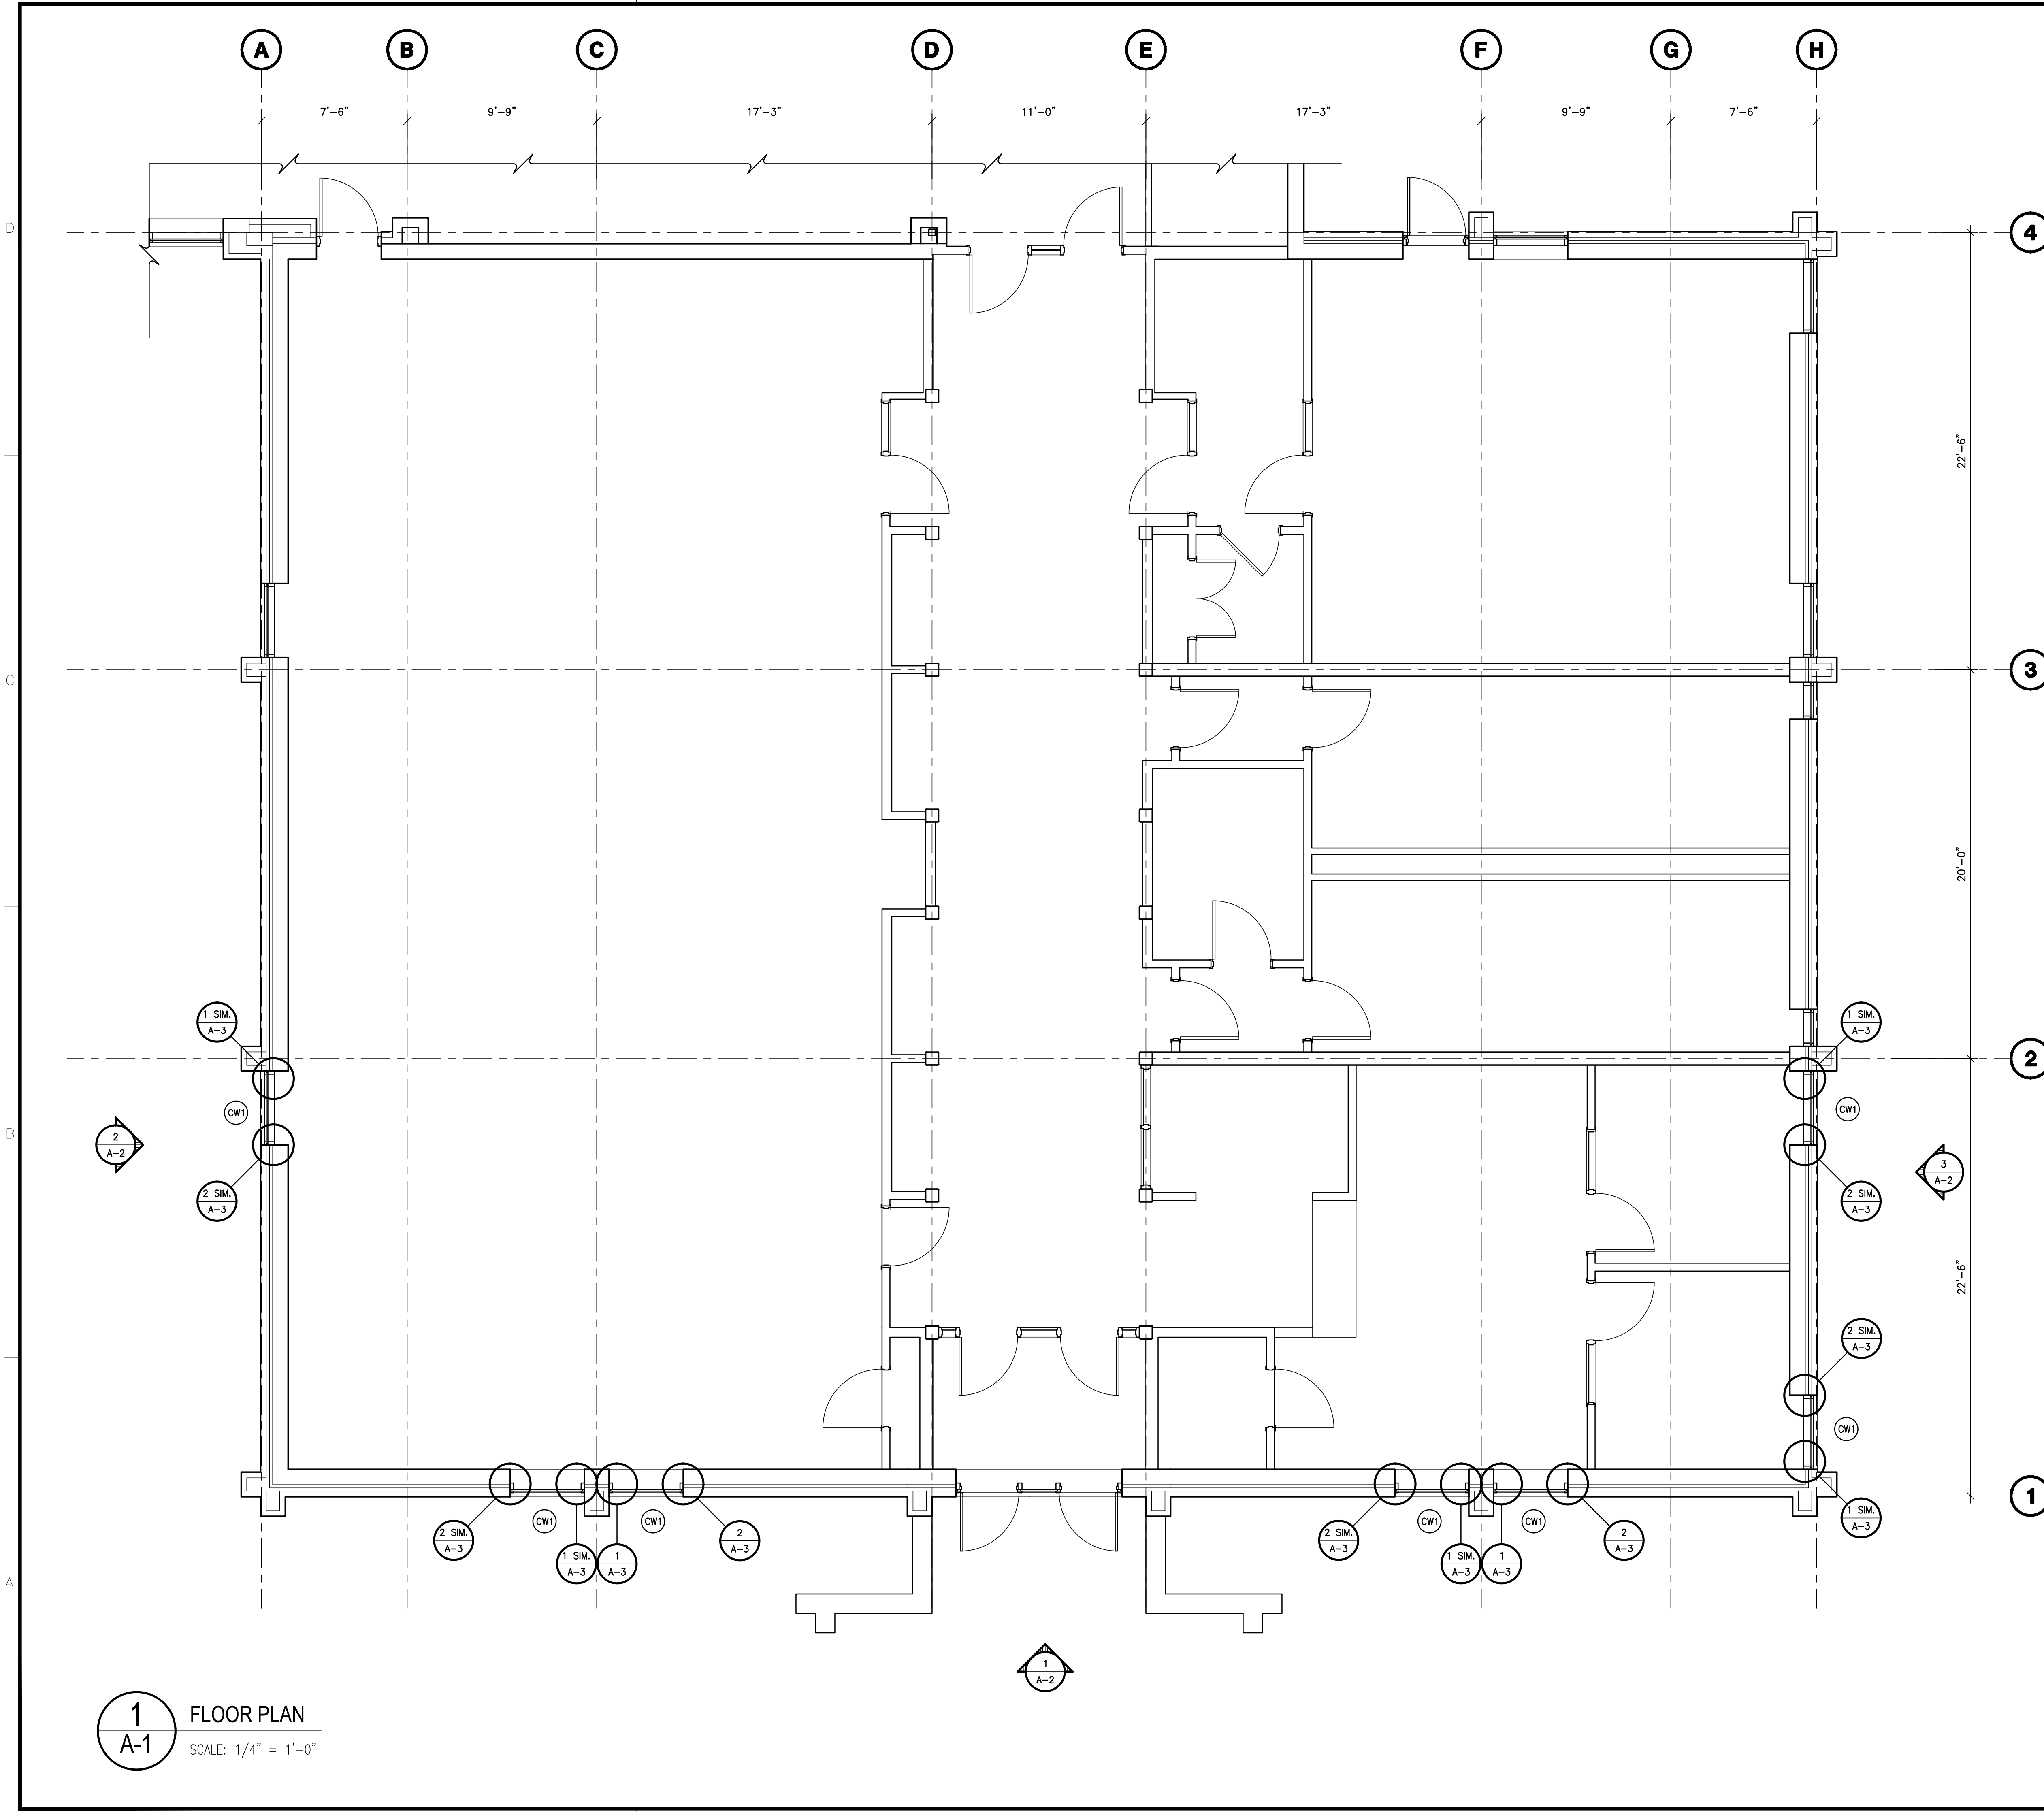 A B C D E F G H
7'-6" 9'-9" 17'-3" 11'-0" 17'-3" 9'-9" 7'-6"
D
4
22'-6"
C
3
20'-0"
1 SIM.
A-3
1 SIM.
A-3
2
CW1
CW1
B
2
A-2
3
A-2
2 SIM.
A-3
2 SIM.
A-3
22'-6"
2 SIM.
A-3
CW1
1
CW1
CW1
CW1
CW1
1 SIM.
A-3
2 SIM.
A-3
2
A-3
2 SIM.
A-3
2
A-3
1 SIM.
A-3
1
A-3
1 SIM.
A-3
1
A-3
A
1
A-2
1
A-1
FLOOR PLAN
SCALE: 1/4" = 1'-0"